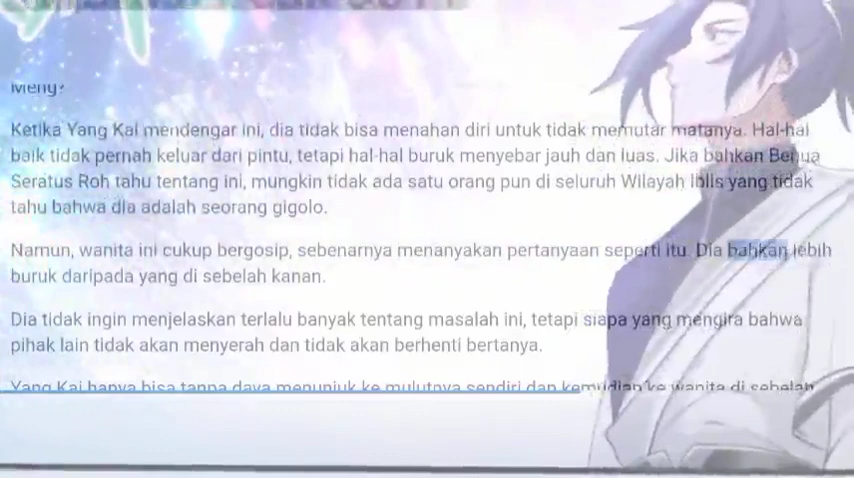 Ketika Yang Kai mendengar ini, dia tidak bisa menahan diri untuk tidak memutar matanya. Hal-hal
baik tidak pernah keluar dari pintu, tetapi hal-hal buruk menyebar jauh dan luas. Jika bahkan Benua
Seratus Roh tahu tentang ini, mungkin tidak ada satu orang pun di seluruh Wilayah Iblis yang tidak
tahu bahwa dia adalah seorang gigolo.
Namun, wanita ini cukup bergosip, sebenarnya menanyakan pertanyaan seperti itu. Dia bahkan lebih
buruk daripada yang di sebelah kanan.
Dia tidak ingin menjelaskan terlalu banyak tentang masalah ini, tetapi siapa yang mengira bahwa
pihak lain tidak akan menyerah dan tidak akan berhenti bertanya.
Yang Kai hanya bisa tanpa daya menunjuk ke mulutnya sendiri dan kemudian ke wanita di sebelah